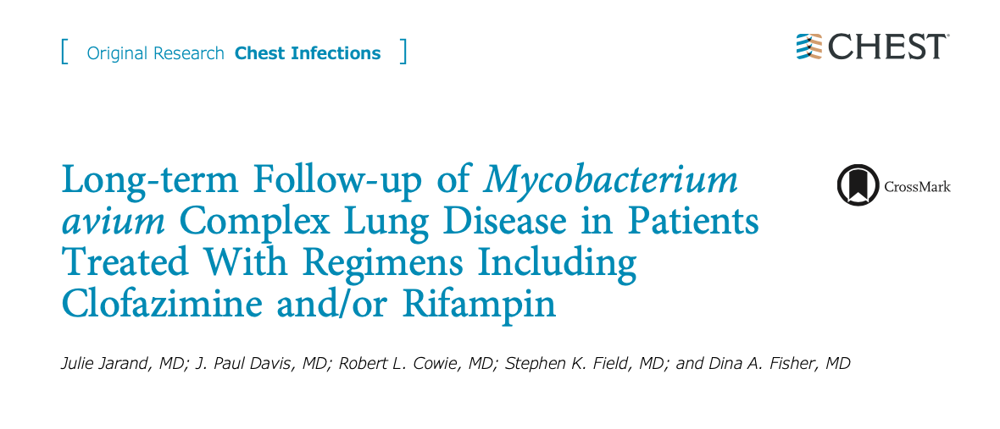 [ Original Research Chest Infections ]
CHEST
Long-term Follow-up of Mycobacterium
avium Complex Lung Disease in Patients
Treated With Regimens Including
Clofazimine and/or Rifampin
CrossMark
Julie Jarand, MD; J. Paul Davis, MD; Robert L. Cowie, MD; Stephen K. Field, MD; and Dina A. Fisher, MD